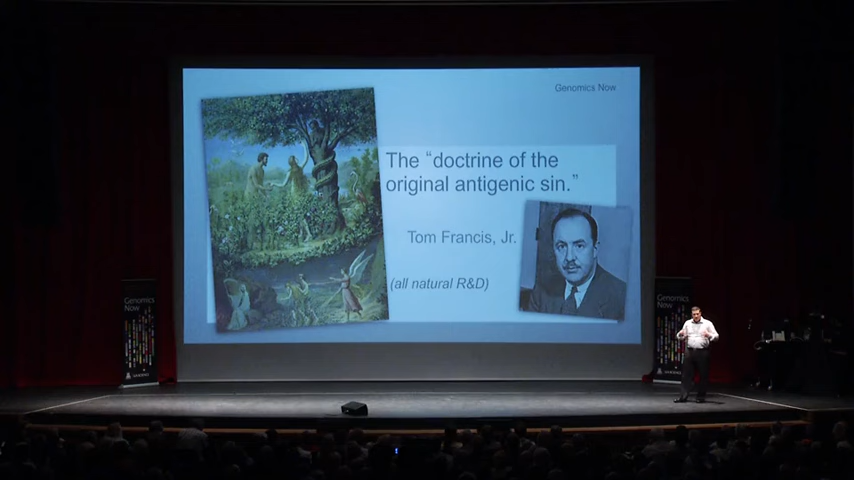 Genomics Now
The “doctrine of the
original antigenic sin.”
Tom Francis, Jr.
(all natural R&D)
Genomics
Now
Genomics
Now